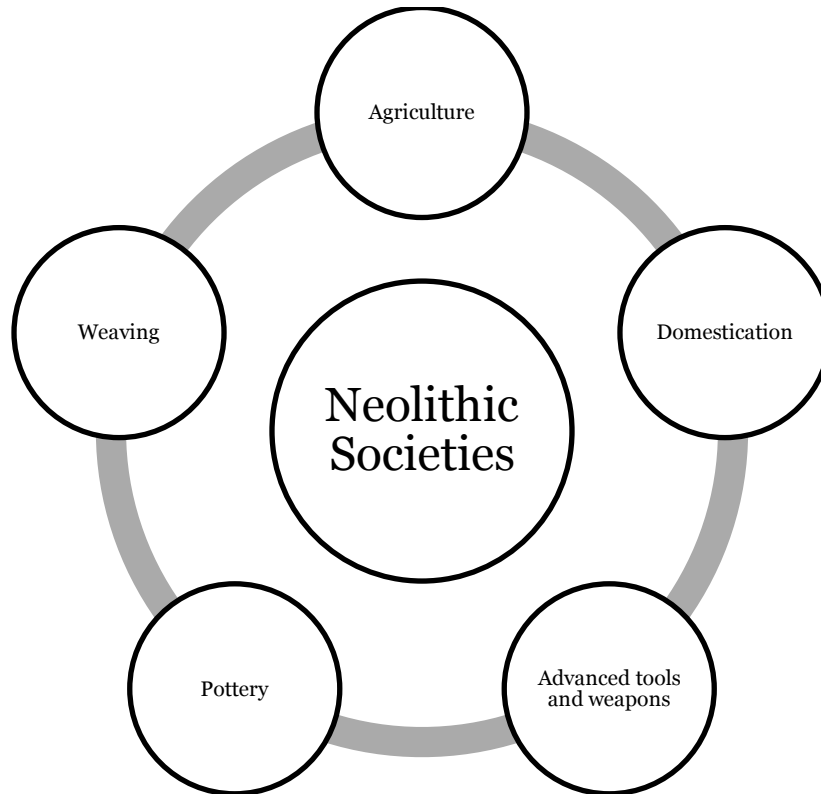 Agriculture
Weaving
Domestication
Neolithic
Societies
Pottery
Advanced tools
and weapons